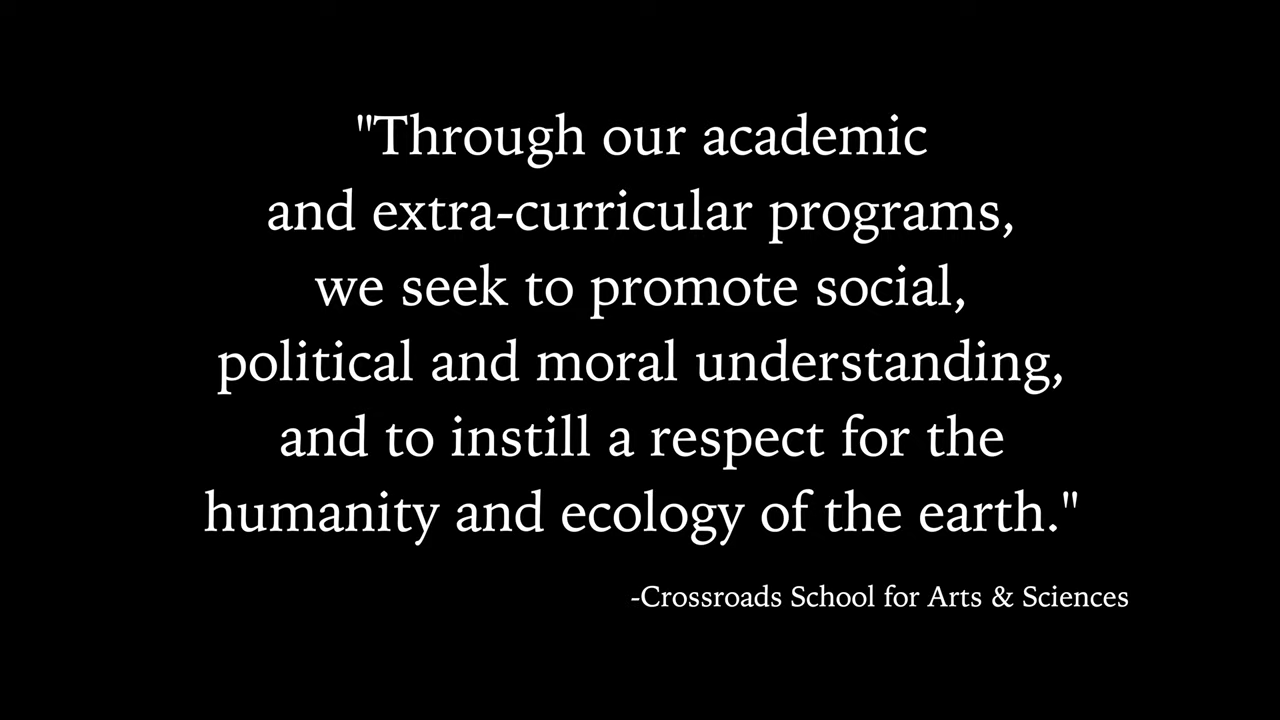 "Through our academic
and extra-curricular programs,
we seek to promote social,
political and moral understanding,
and to instill a respect for the
humanity and ecology of the earth."
-Crossroads School for Arts & Sciences